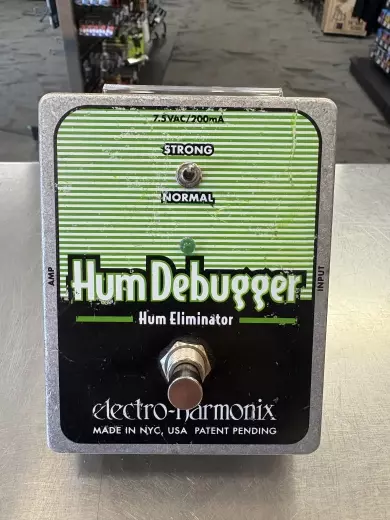 7.5VAC/200mA
STRONG
NORMAL
AMP
INPUT
Hum Debugger
Hum Eliminator
electro-harmonix
MADE IN NYC, USA PATENT PENDING